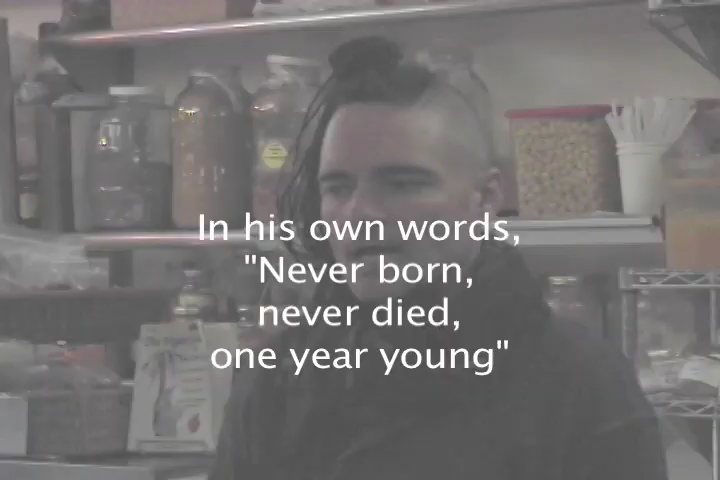 In his own words,
"Never born,
never died,
one year young"